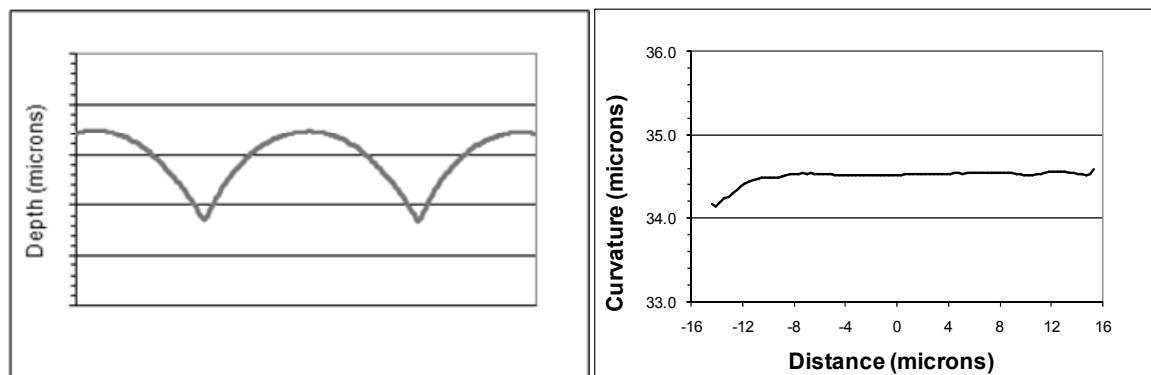 Depth (microns)
Curvature (microns)
36.0
35.0
34.0
33.0
-16 -12 -8 -4 0 4 8 12 16
Distance (microns)